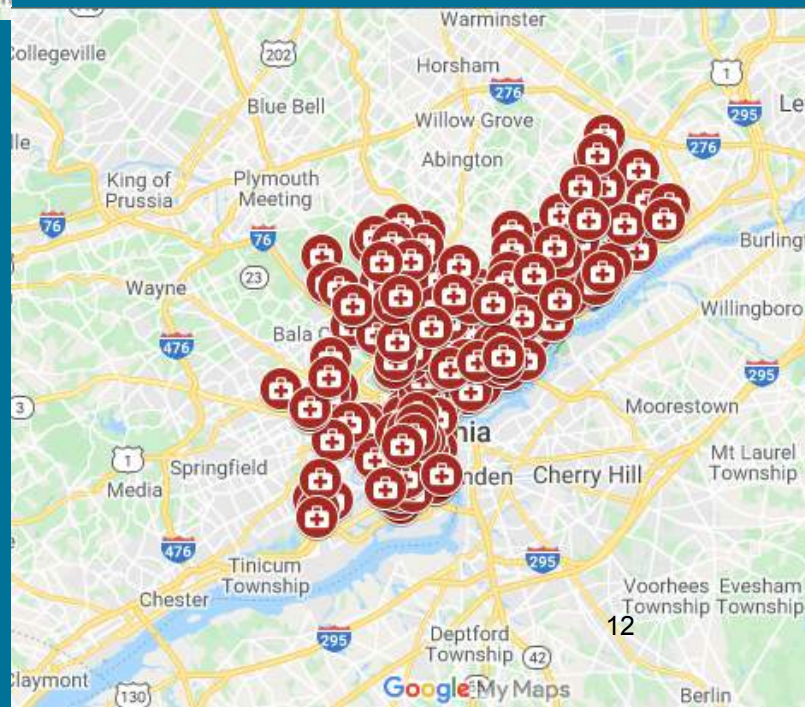 Warminster
ollegeville
202
Horsham
1
276
295
Le
Blue Bell
Willow Grove
276
lle
Abington
King of
Prussia
Plymouth
Meeting
76
76
Burlingt
23
Wayne
Willingboro
Bala C
476
295
3
Moorestown
nia
1
Springfield
nden
Cherry Hill
Mt Laurel
Township
Media
476
295
Tinicum
Township
Chester
Voorhees
Township
Evesham
Township
12
295
Deptford
Township
42
Claymont
130
Google My Maps
Berlin